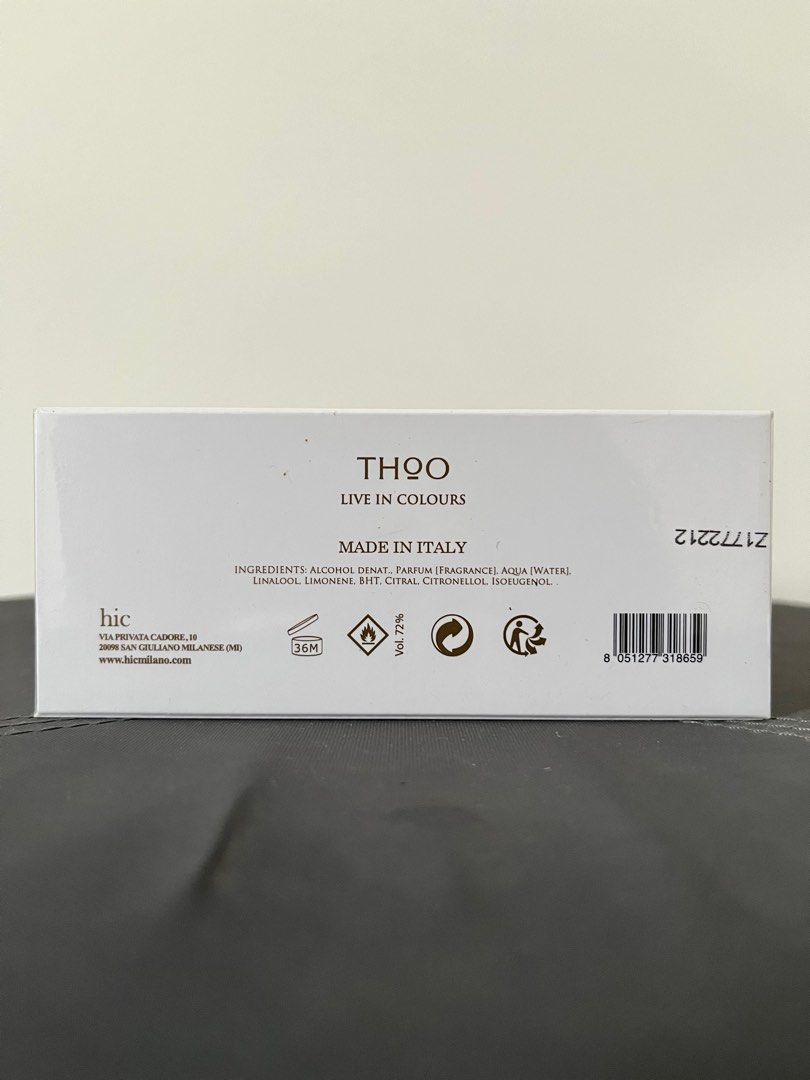 THoO
LIVE IN COLOURS
MADE IN ITALY
INGREDIENTS: ALCOHOL DENAT., PARFUM [FRAGRANCE], AQUA [WATER],
LINALOOL, LIMONENE, BHT, CITRAL, CITRONELLOL, ISOEUGENOL.
Z1772212
hic
VIA PRIVATA CADORE, 10
20098 SAN GIULIANO MILANESE (MI)
www.hicmilano.com
36M
Vol. 72%
8 051277 318659